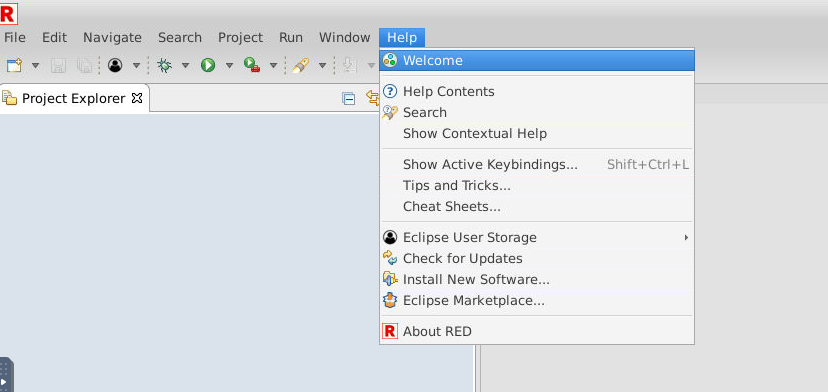 R
File Edit Navigate Search Project Run Window Help
Welcome
Project Explorer
Help Contents
Search
Show Contextual Help
Show Active Keybindings... Shift+Ctrl+L
Tips and Tricks...
Cheat Sheets...
Eclipse User Storage
Check for Updates
Install New Software...
Eclipse Marketplace...
R About RED